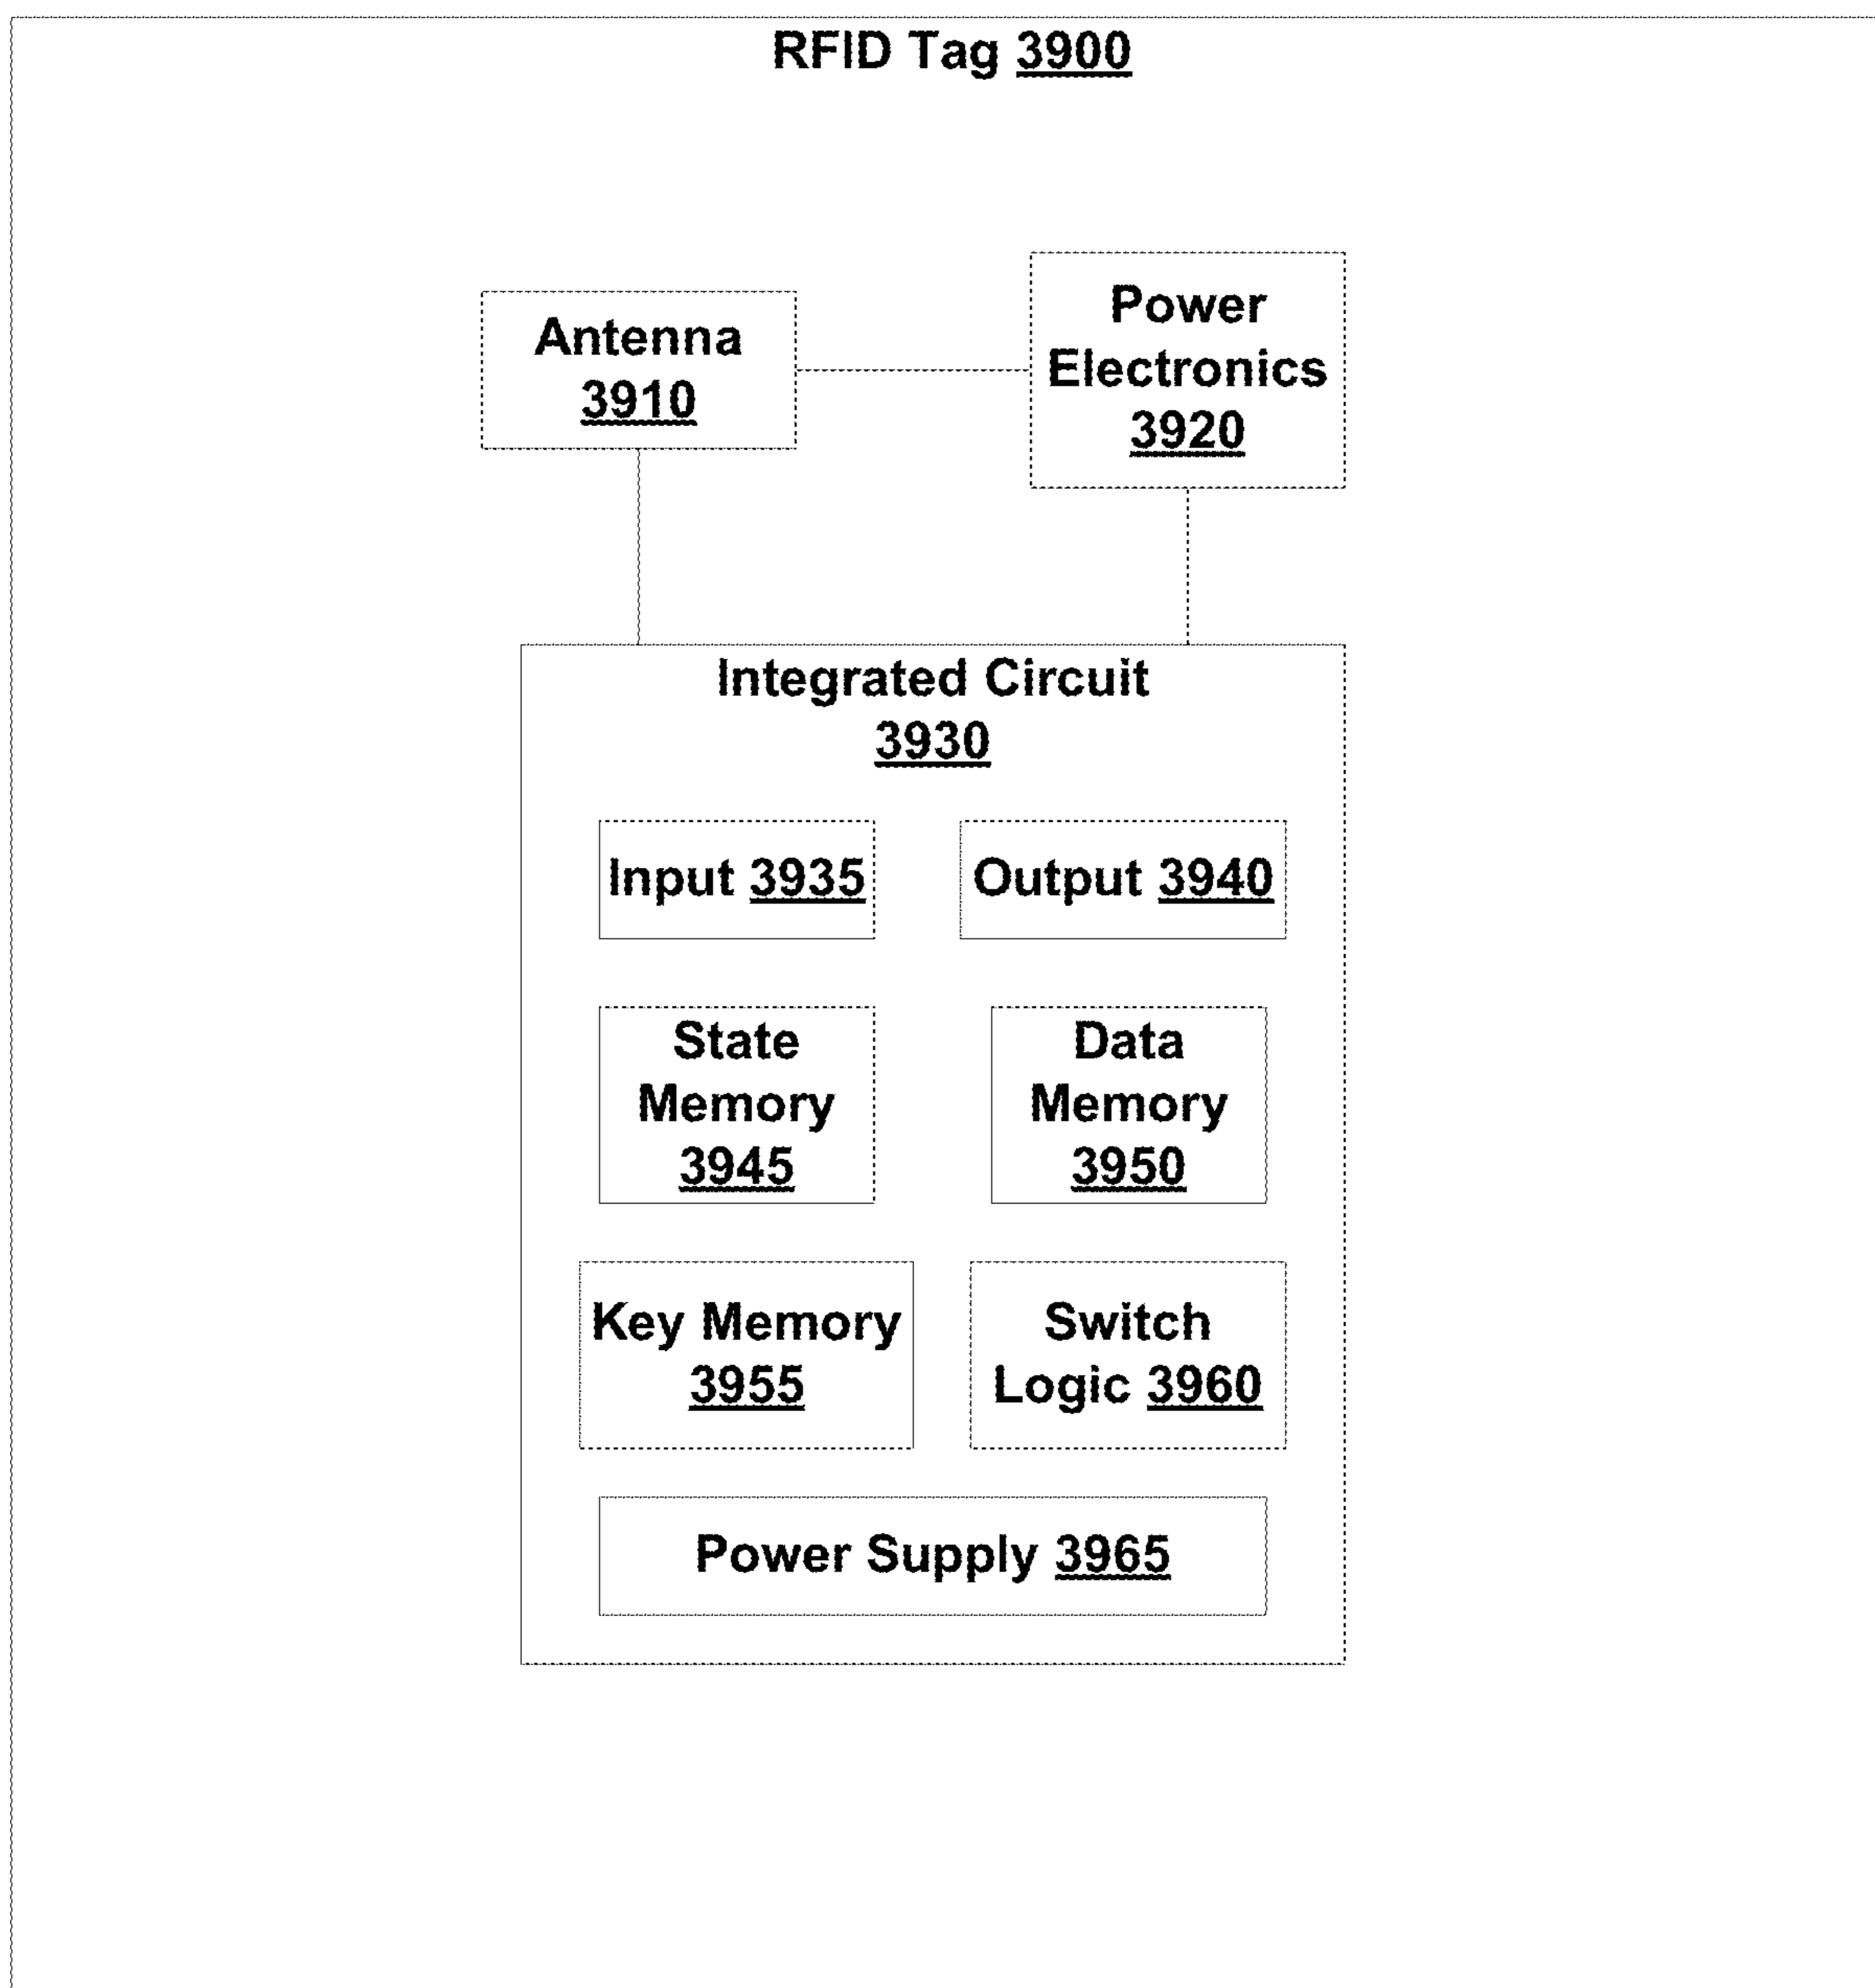 RFID Tag 3900
Antenna
3910
Power
Electronics
3920
Integrated Circuit
3930
Input 3935
Output 3940
State
Memory
3945
Data
Memory
3950
Key Memory
3955
Switch
Logic 3960
Power Supply 3965